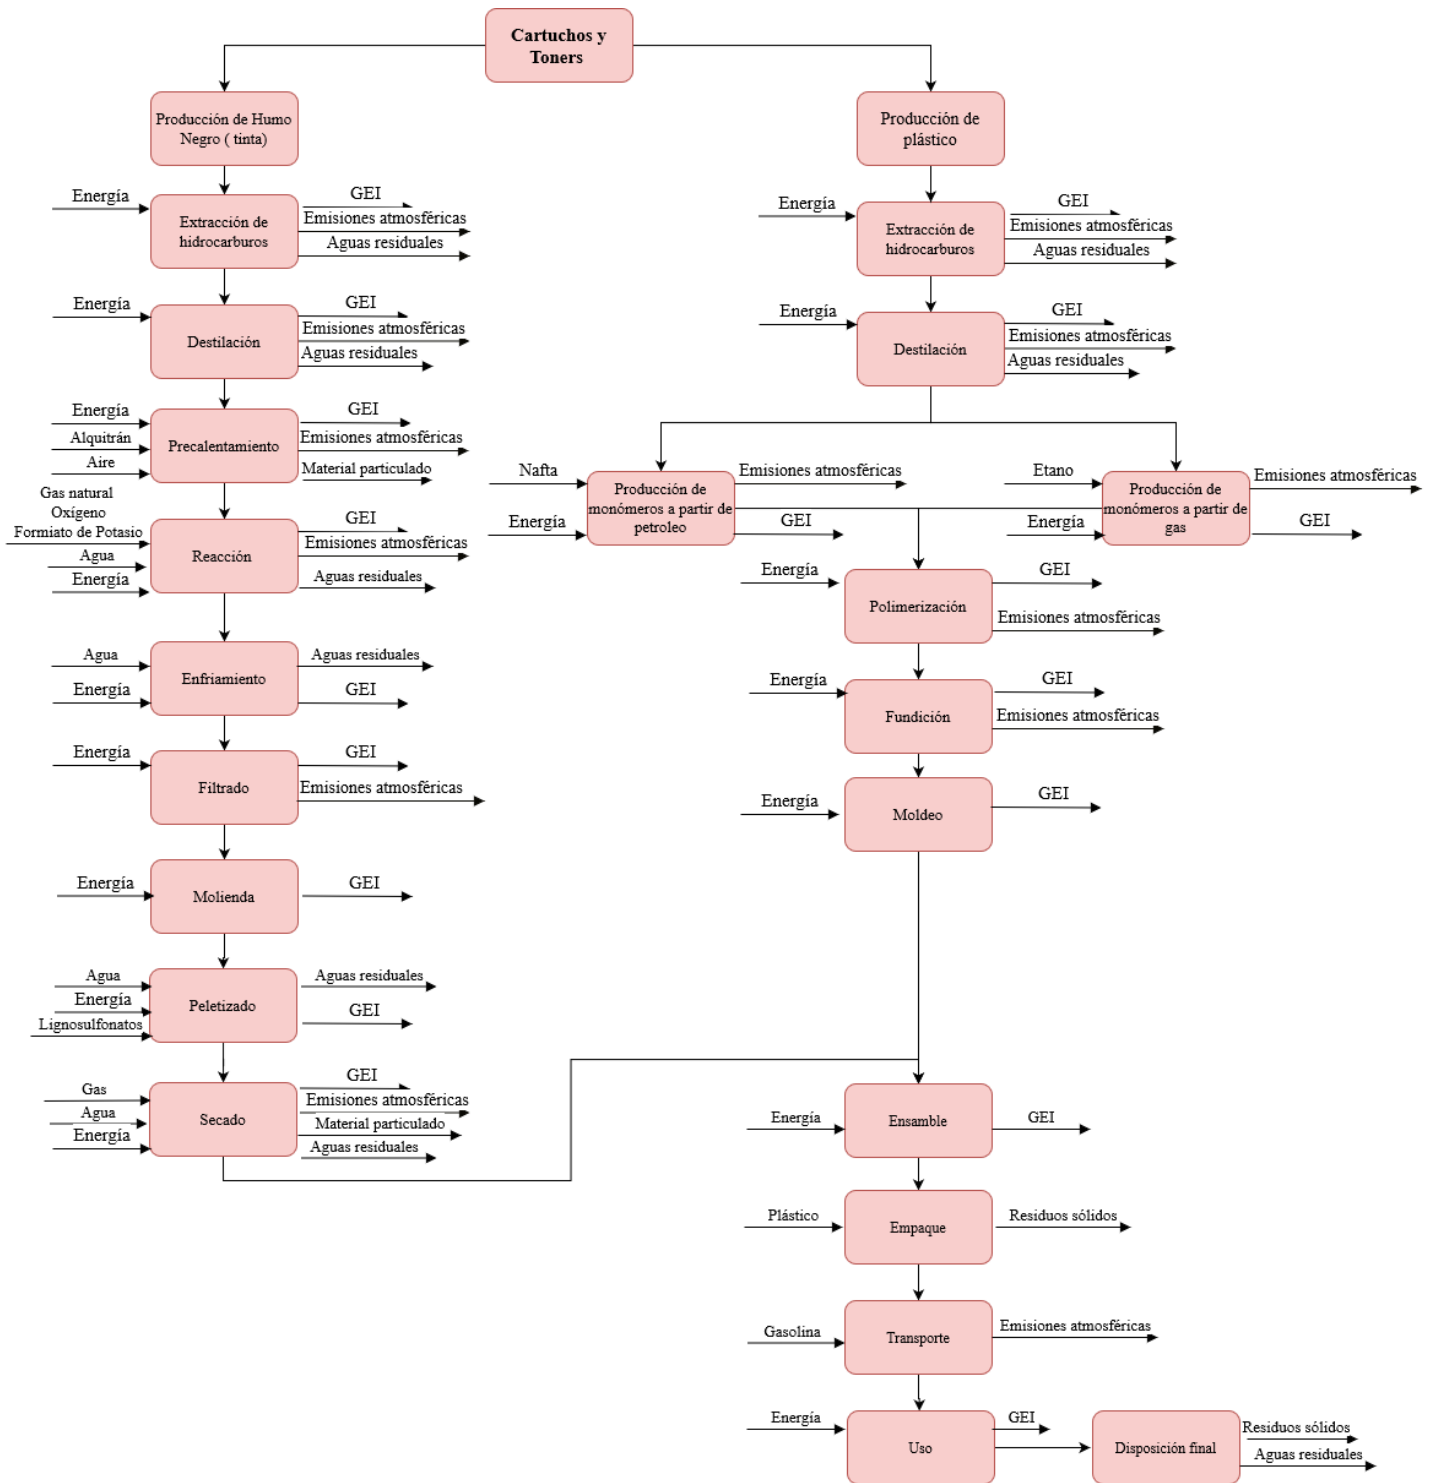 Cartuchos y
Toners
Producción de Humo
Negro ( tinta)
Producción de
plástico
Energía
GEI
Extracción de
hidrocarburos
Emisiones atmosféricas
Aguas residuales
Energía
GEI
Extracción de
hidrocarburos
Emisiones atmosféricas
Aguas residuales
Energía
GEI
Destilación
Emisiones atmosféricas
Aguas residuales
Energía
GEI
Destilación
Emisiones atmosféricas
Aguas residuales
Energía
Alquitrán
Aire
Precalentamiento
GEI
Emisiones atmosféricas
Material particulado
Nafta
Energía
Producción de
monómeros a partir de
petroleo
Emisiones atmosféricas
GEI
Etano
Energía
Producción de
monómeros a partir de
gas
Emisiones atmosféricas
GEI
Gas natural
Oxígeno
Formiato de Potasio
Agua
Energía
Reacción
GEI
Emisiones atmosféricas
Aguas residuales
Energía
Polimerización
GEI
Emisiones atmosféricas
Agua
Energía
Enfriamiento
Aguas residuales
GEI
Energía
Fundición
GEI
Emisiones atmosféricas
Energía
Filtrado
GEI
Emisiones atmosféricas
Energía
Moldeo
GEI
Energía
Molienda
GEI
Agua
Energía
Lignosulfonatos
Peletizado
Aguas residuales
GEI
Gas
Agua
Energía
Secado
GEI
Emisiones atmosféricas
Material particulado
Aguas residuales
Energía
Ensamble
GEI
Plástico
Empaque
Residuos sólidos
Gasolina
Transporte
Emisiones atmosféricas
Energía
Uso
GEI
Disposición final
Residuos sólidos
Aguas residuales